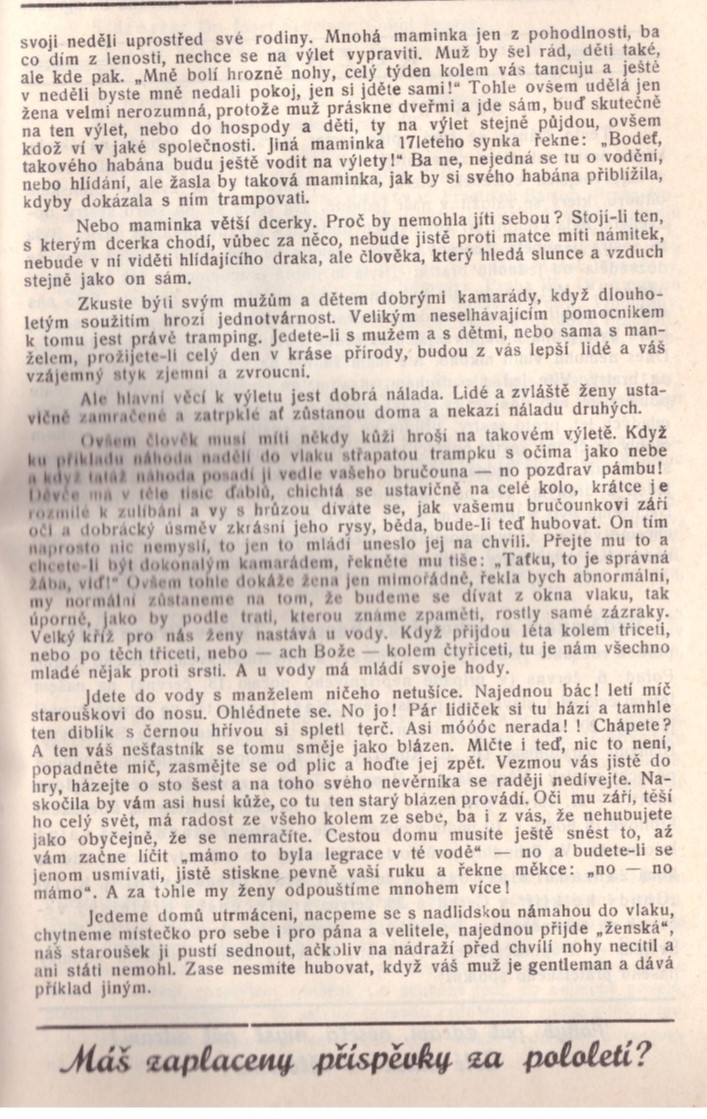 svoji neděli uprostřed své rodiny. Mnohá maminka jen z pohodlnosti, ba
co dím z lenosti, nechce se na výlet vypraviti. Muž by šel rád, děti také,
ale kde pak. „Mně bolí hrozně nohy, celý týden kolem vás tancuju a ještě
v neděli byste mně nedali pokoj, jen si jděte sami!“ Tohle ovšem udělá jen
žena velmi nerozumná, protože muž práskne dveřmi a jde sám, buď skutečně
na ten výlet, nebo do hospody a děti, ty na výlet stejně půjdou, ovšem
kdož ví v jaké společnosti. Jiná maminka 17letého synka řekne: „Bodeť,
takového habána budu ještě vodit na výlety!“ Ba ne, nejedná se tu o vodění,
nebo hlídání, ale žasla by taková maminka, jak by si svého habána přiblížila,
kdyby dokázala s ním trampovati.
Nebo maminka větší dcerky. Proč by nemohla jíti sebou? Stojí-li ten,
s kterým dcerka chodí, vůbec za něco, nebude jistě proti matce míti námitek,
nebude v ní viděti hlídajícího draka, ale člověka, který hledá slunce a vzduch
stejně jako on sám.
Zkuste býti svým mužům a dětem dobrými kamarády, když dlouho-
letým soužitím hrozí jednotvárnost. Velikým neselhávajícím pomocníkem
k tomu jest právě tramping. Jedete-li s mužem a s dětmi, nebo sama s man-
želem, prožijete-li celý den v kráse přírody, budou z vás lepší lidé a váš
vzájemný styk zjemní a zvroucní.
Ale hlavní věcí k výletu jest dobrá nálada. Lidé a zvláště ženy usta-
vičně zamračené a zatrpklé ať zůstanou doma a nekazí náladu druhých.
Ovšem člověk musí míti někdy kůži hroší na takovém výletě. Když
ku příkladu náhoda nadělí do vlaku střapatou trampku s očima jako nebe
a když tatáž náhoda posadí ji vedle vašeho bručouna — no pozdrav pámbu!
Děvče má v těle tisíc ďáblů, chichtá se ustavičně na celé kolo, krátce je
rozmilé k zulíbání a vy s hrůzou díváte se, jak vašemu bručounkovi září
oči a dobrácký úsměv zkrásní jeho rysy, běda, bude-li teď hubovat. On tím
naprosto nic nemyslí, to jen to mládí uneslo jej na chvíli. Přejte mu to a
chcete-li být dokonalým kamarádem, řekněte mu tiše: „Taťku, to je správná
žába, viď!“ Ovšem tohle dokáže žena jen mimořádně, řekla bych abnormální,
my normální zůstaneme na tom, že budeme se dívat z okna vlaku, tak
úporně, jako by podle trati, kterou známe zpaměti, rostly samé zázraky.
Velký kříž pro nás ženy nastává u vody. Když přijdou léta kolem třiceti,
nebo po těch třiceti, nebo — ach Bože — kolem čtyřiceti, tu je nám všechno
mladé nějak proti srsti. A u vody má mládí svoje hody.
Jdete do vody s manželem ničeho netušíce. Najednou bác! letí míč
starouškovi do nosu. Ohlédnete se. No jo! Pár lidiček si tu hází a tamhle
ten diblík s černou hřívou si spletl terč. Asi móóóc nerada! ! Chápete?
A ten váš nešťastník se tomu směje jako blázen. Mlčte i teď, nic to není,
popadněte míč, zasmějte se od plic a hoďte jej zpět. Vezmou vás jistě do
hry, házejte o sto šest a na toho svého nevěrníka se raději nedívejte. Na-
skočila by vám asi husí kůže, co tu ten starý blázen provádí. Oči mu září, těší
ho celý svět, má radost ze všeho kolem ze sebe, ba i z vás, že nehubujete
jako obyčejně, že se nemračíte. Cestou domu musíte ještě snést to, až
vám začne líčit „mámo to byla legrace v té vodě“ — no a budete-li se
jenom usmívati, jistě stiskne pevně vaší ruku a řekne měkce: „no — no
mámo“. A za tohle my ženy odpouštíme mnohem více!
Jedeme domů utrmáceni, nacpeme se s nadlidskou námahou do vlaku,
chytneme místečko pro sebe i pro pána a velitele, najednou přijde „ženská“,
náš staroušek jí pustí sednout, ačkoliv na nádraží před chvílí nohy necítil a
ani státi nemohl. Zase nesmíte hubovat, když váš muž je gentleman a dává
příklad jiným.
Máš zaplaceny příspěvky za pololetí?